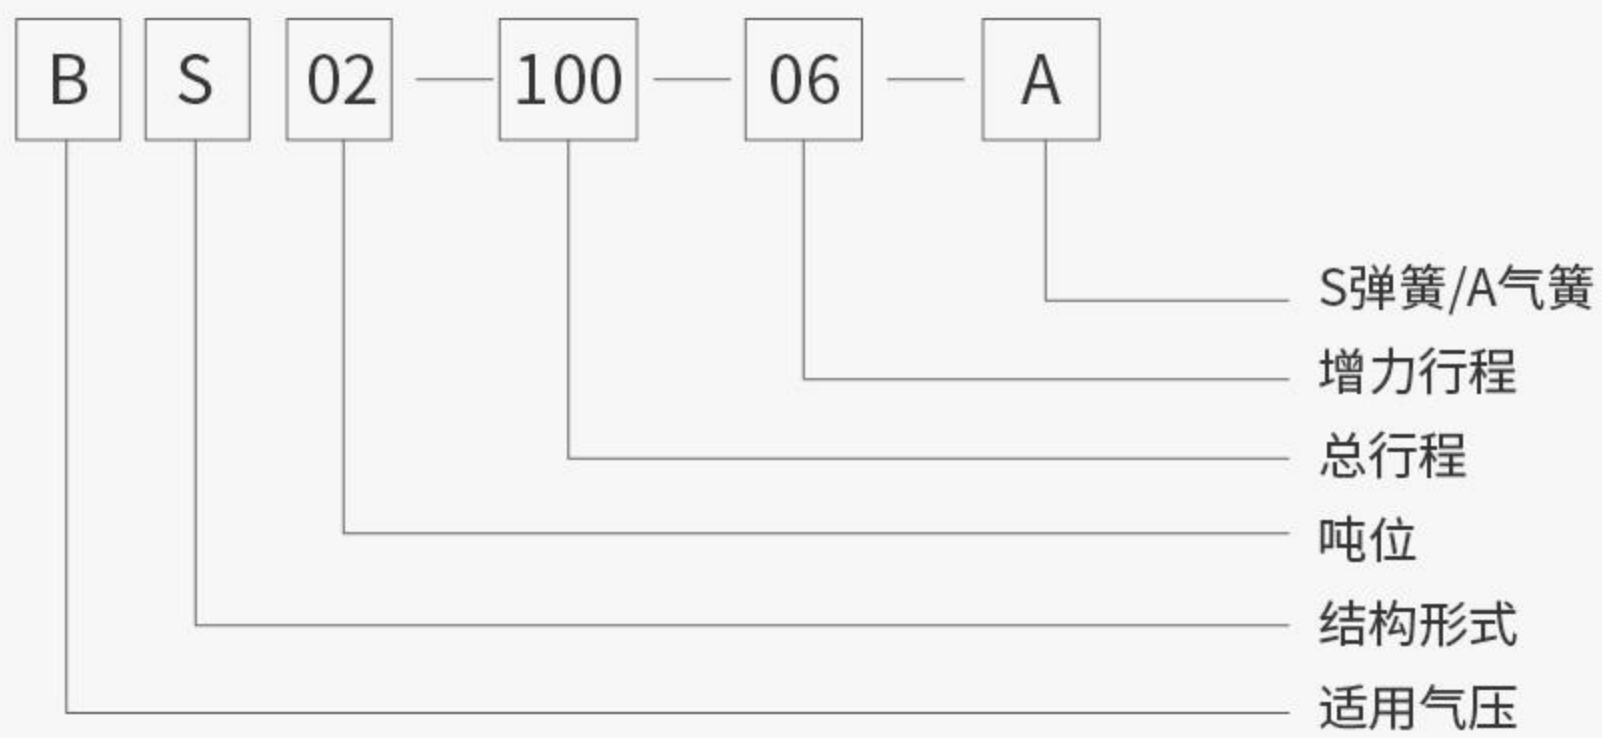 B S 02 — 100 — 06 — A
S弹簧/A气簧
增力行程
总行程
吨位
结构形式
适用气压